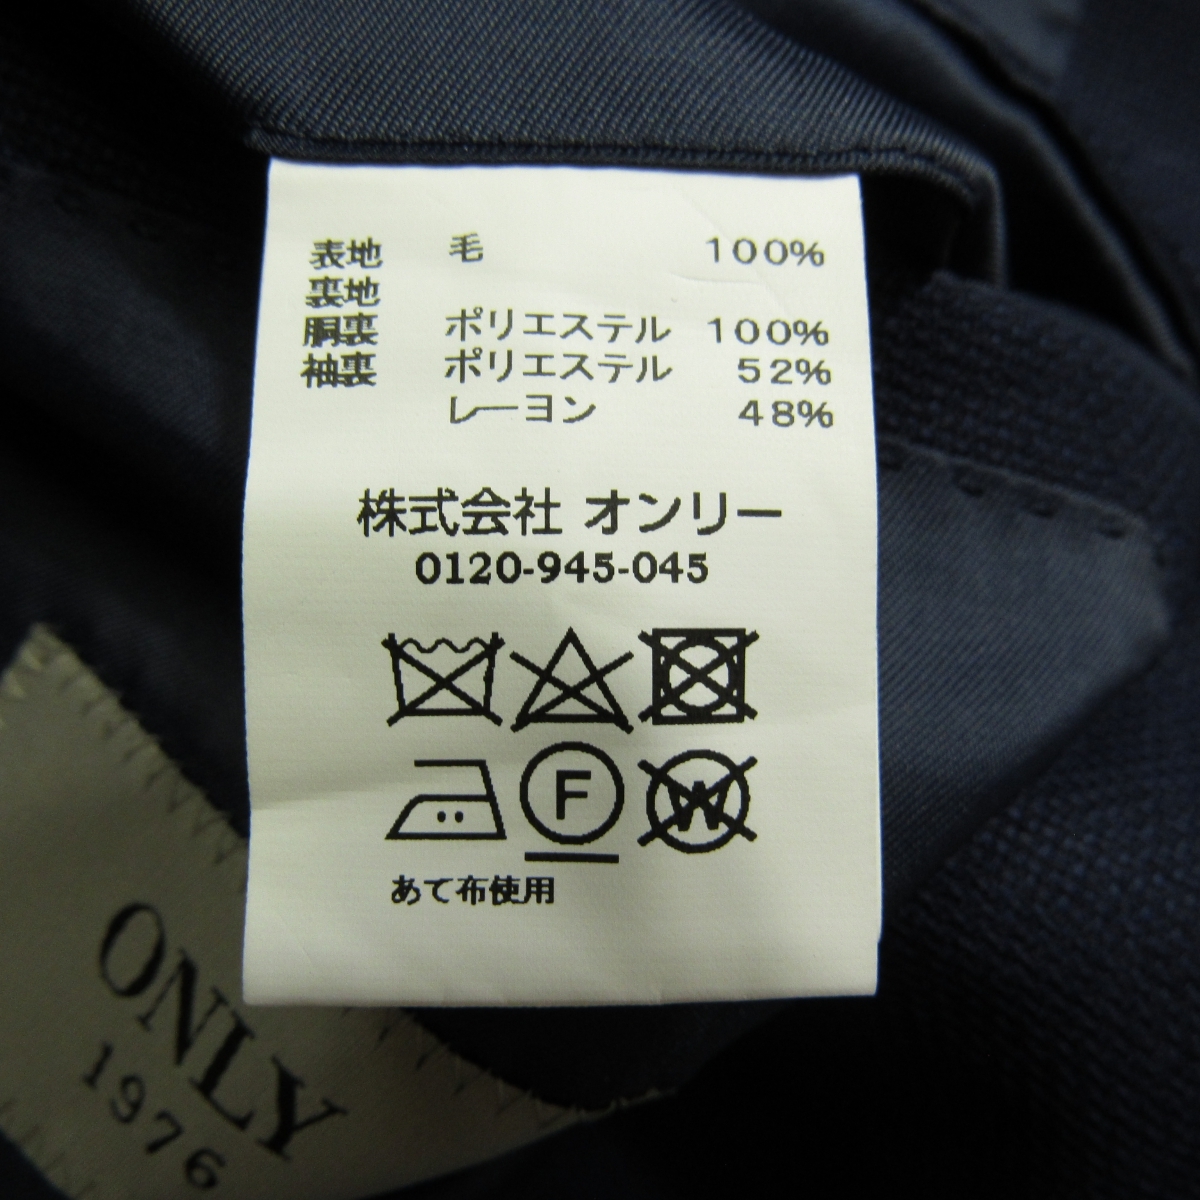 表地 毛 100%
裏地
胴裏 ポリエステル 100%
袖裏 ポリエステル 52%
レーヨン 48%
株式会社 オンリー
0120-945-045
F W
あて布使用
ONLY
1976